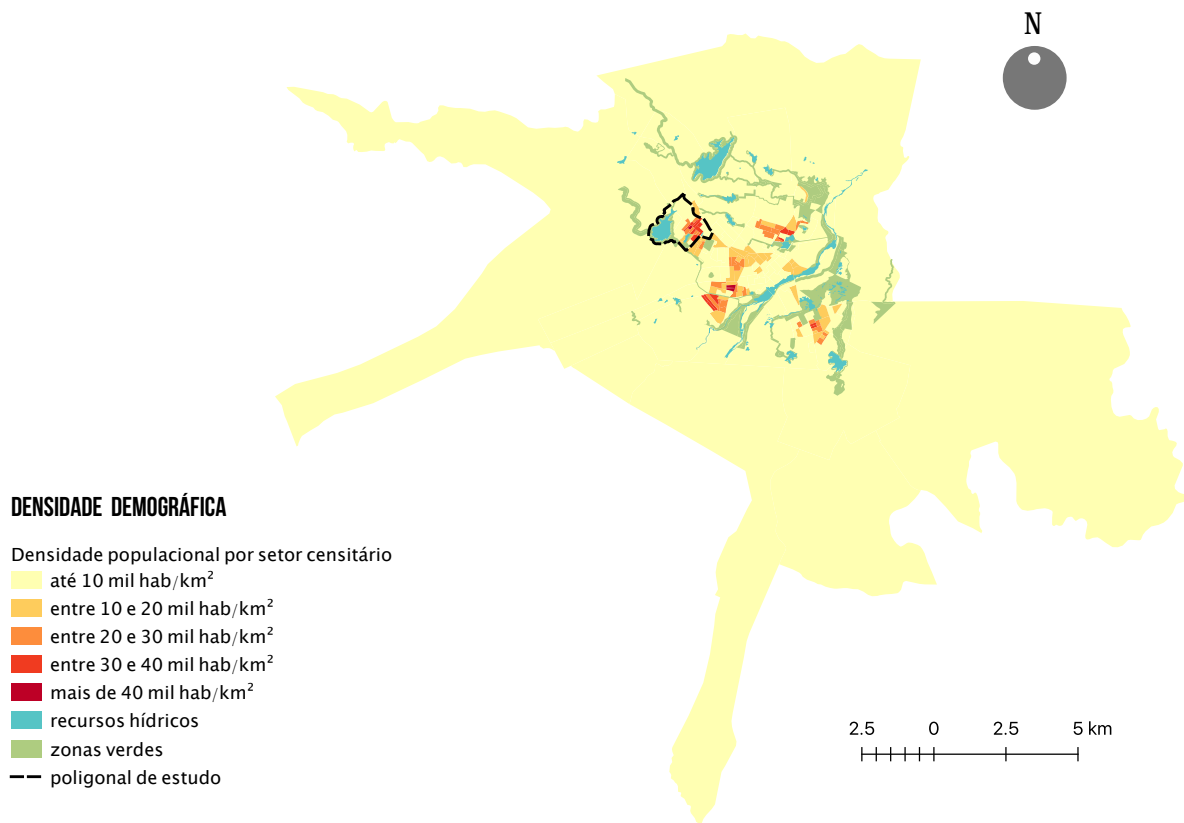 N
DENSIDADE DEMOGRÁFICA
Densidade populacional por setor censitário
até 10 mil hab/km²
entre 10 e 20 mil hab/km²
entre 20 e 30 mil hab/km²
entre 30 e 40 mil hab/km²
mais de 40 mil hab/km²
recursos hídricos
zonas verdes
poligonal de estudo
2.5 0 2.5 5 km